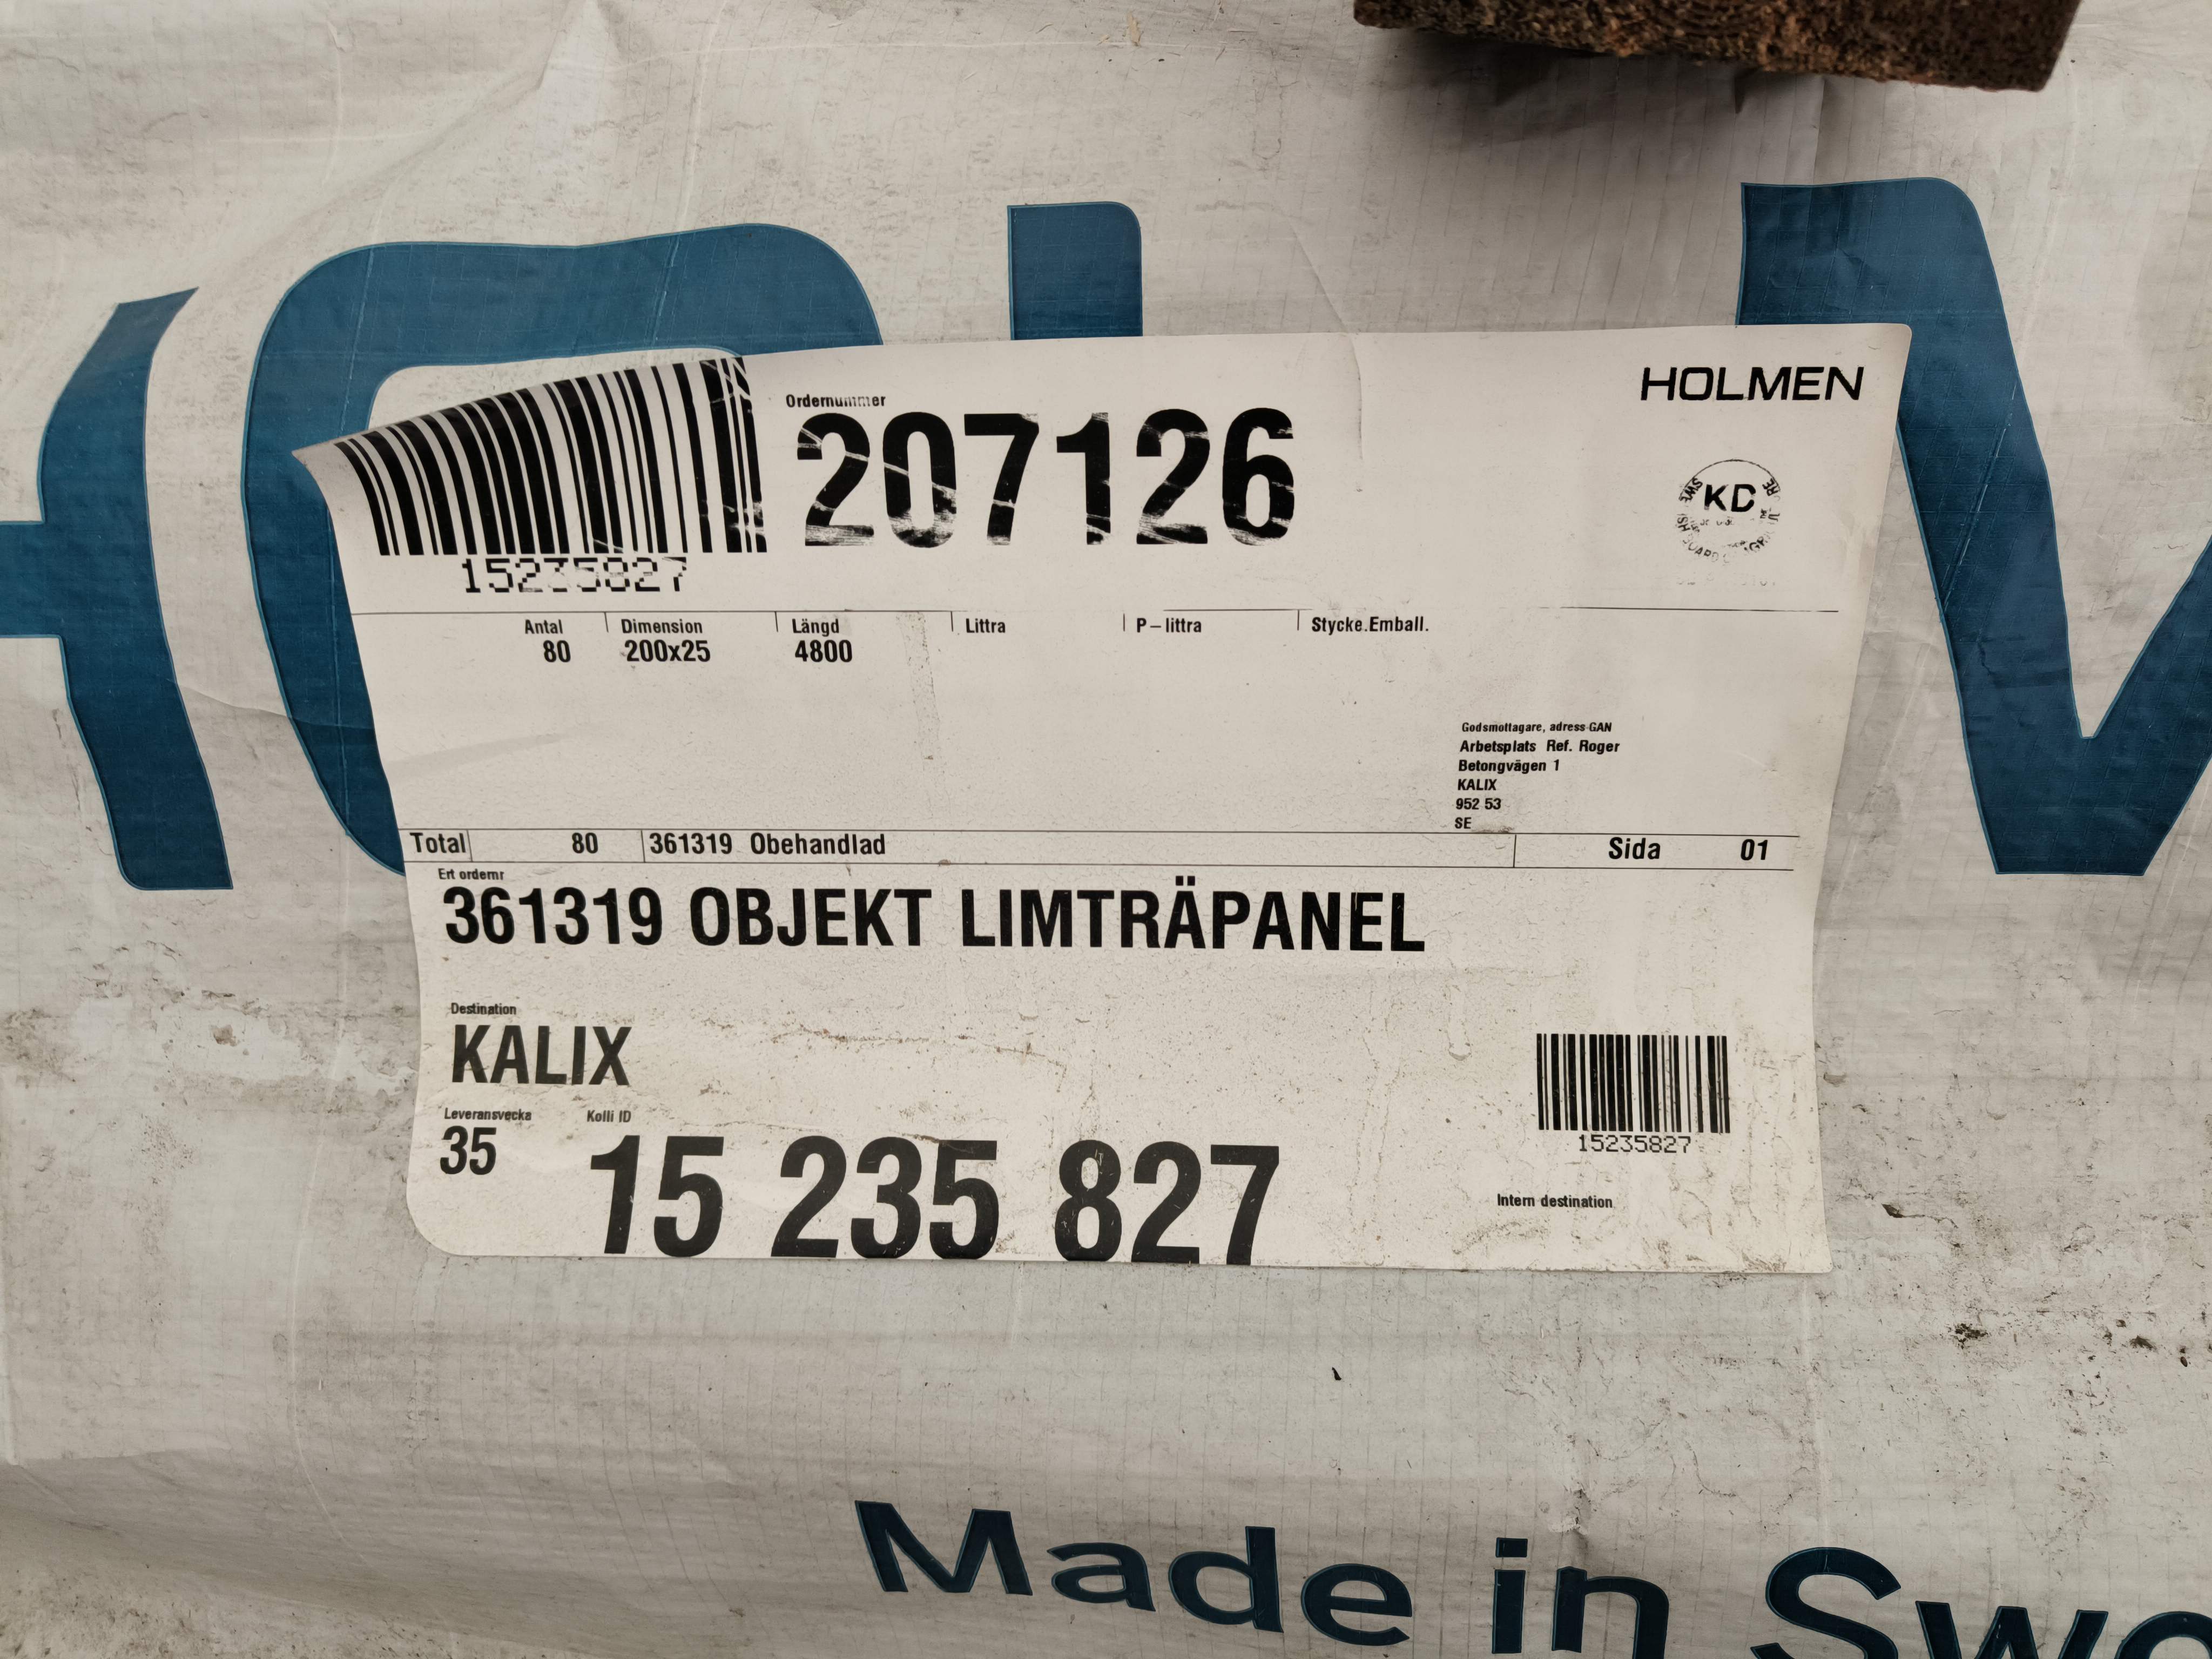 HOLM
HOLMEN
Ordernummer
207126
KD
15235827
Antal Dimension Längd Littra P-littra Stycke.Emball.
80 200x25 4800
Godsmottagare, adress GAN
Arbetsplats Ref. Roger
Betongvägen 1
KALIX
952 53
SE
Total 80 361319 Obehandlad Sida 01
Ert ordernr
361319 OBJEKT LIMTRÄPANEL
Destination
KALIX
Leveransvecka Kolli ID
35 15 235 827
15235827
Intern destination
Made in Swe